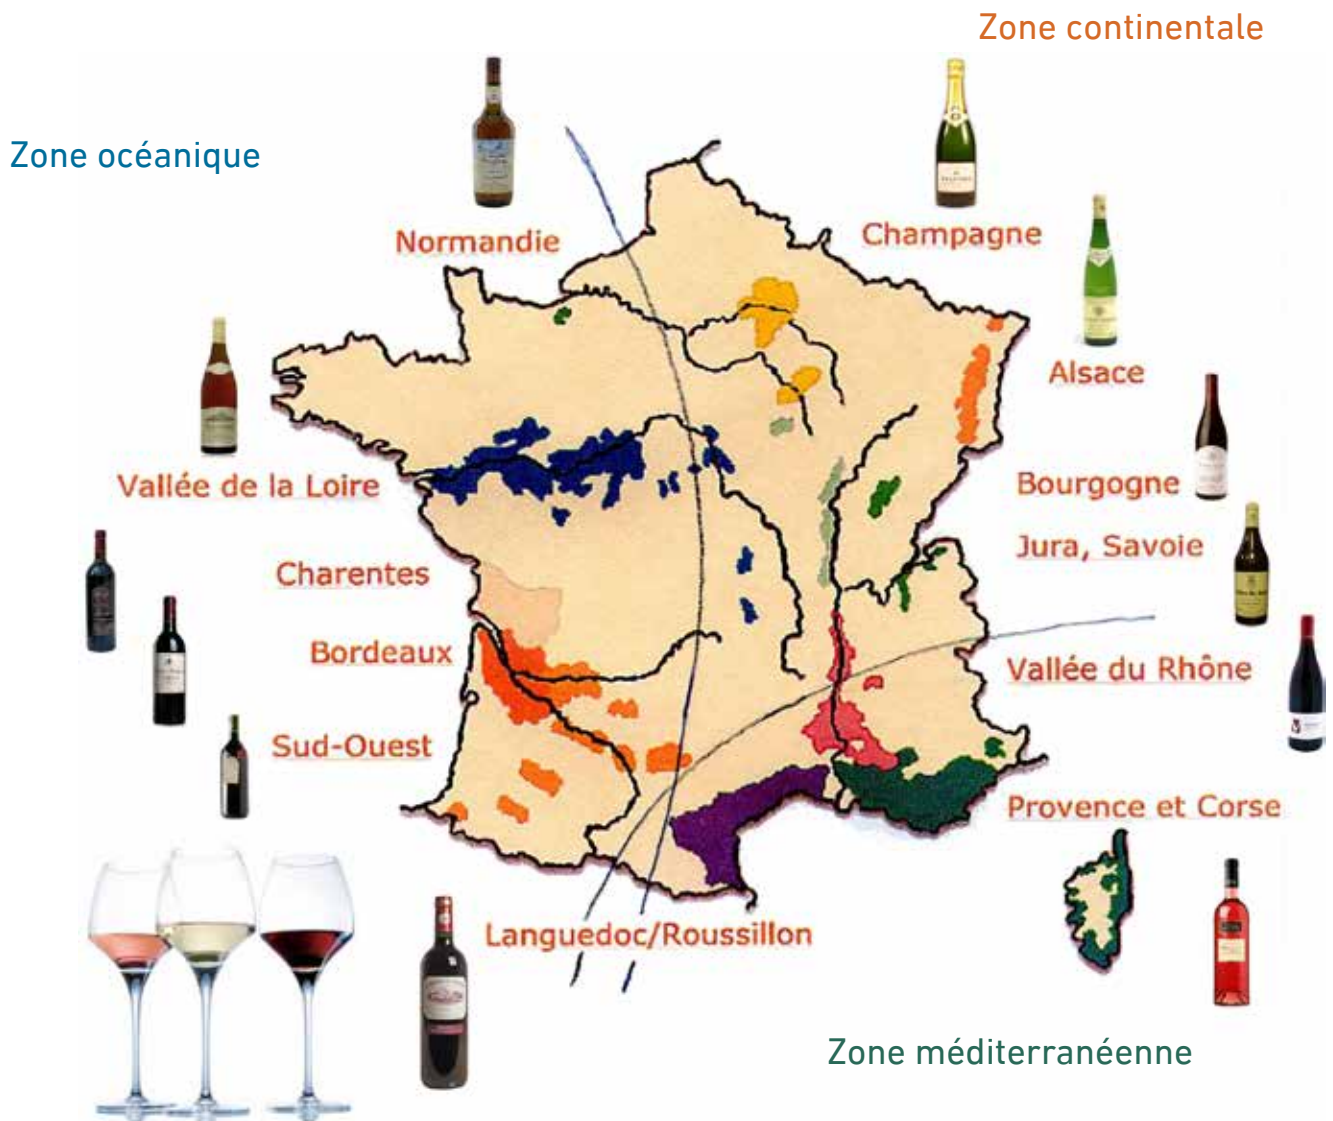 Zone continentale
Zone océanique
Normandie
Champagne
Alsace
Vallée de la Loire
Bourgogne
Jura, Savoie
Charentes
Bordeaux
Vallée du Rhône
Sud-Ouest
Provence et Corse
Languedoc/Roussillon
Zone méditerranéenne